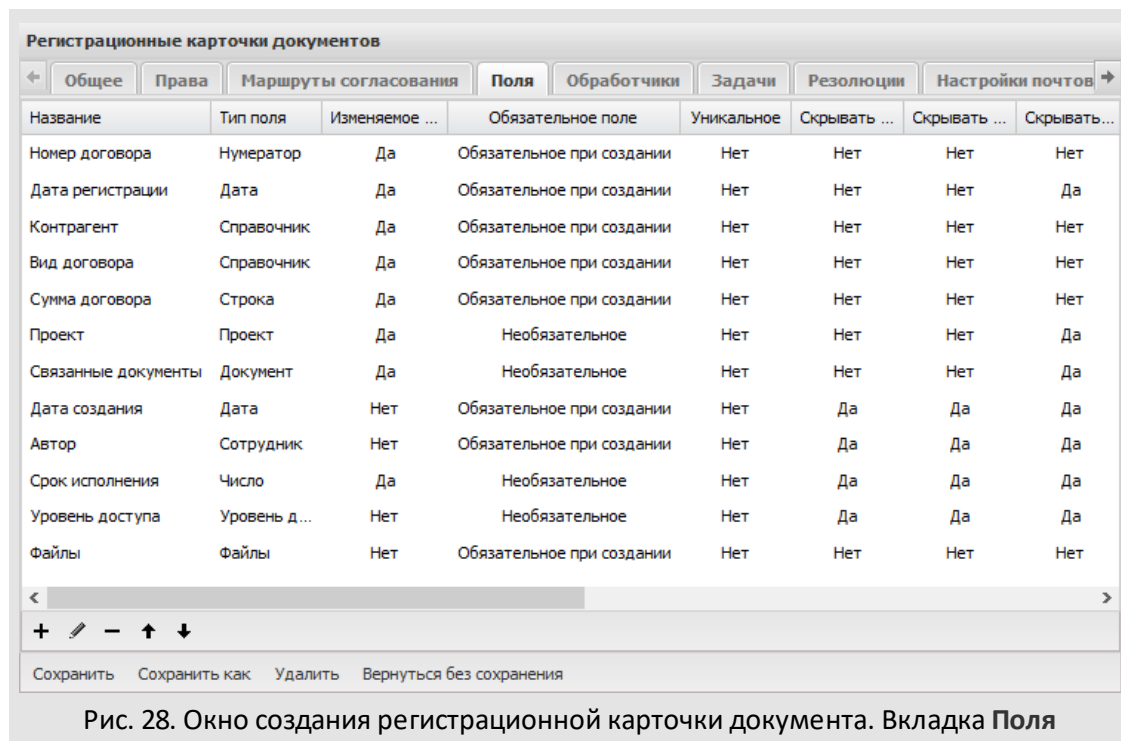 Регистрационные карточки документов
Общее Права Маршруты согласования Поля Обработчики Задачи Резолюции Настройки почтов
Название Тип поля Изменяемое ... Обязательное поле Уникальное Скрывать ... Скрывать ... Скрывать...
Номер договора Нумератор Да Обязательное при создании Нет Нет Нет Нет
Дата регистрации Дата Да Обязательное при создании Нет Нет Нет Да
Контрагент Справочник Да Обязательное при создании Нет Нет Нет Нет
Вид договора Справочник Да Обязательное при создании Нет Нет Нет Нет
Сумма договора Строка Да Обязательное при создании Нет Нет Нет Нет
Проект Проект Да Необязательное Нет Нет Нет Да
Связанные документы Документ Да Необязательное Нет Нет Нет Да
Дата создания Дата Нет Обязательное при создании Нет Да Да Да
Автор Сотрудник Нет Обязательное при создании Нет Да Да Да
Срок исполнения Число Да Необязательное Нет Да Да Да
Уровень доступа Уровень д... Нет Необязательное Нет Да Да Да
Файлы Файлы Нет Обязательное при создании Нет Нет Нет Нет
Сохранить Сохранить как Удалить Вернуться без сохранения
Рис. 28. Окно создания регистрационной карточки документа. Вкладка Поля